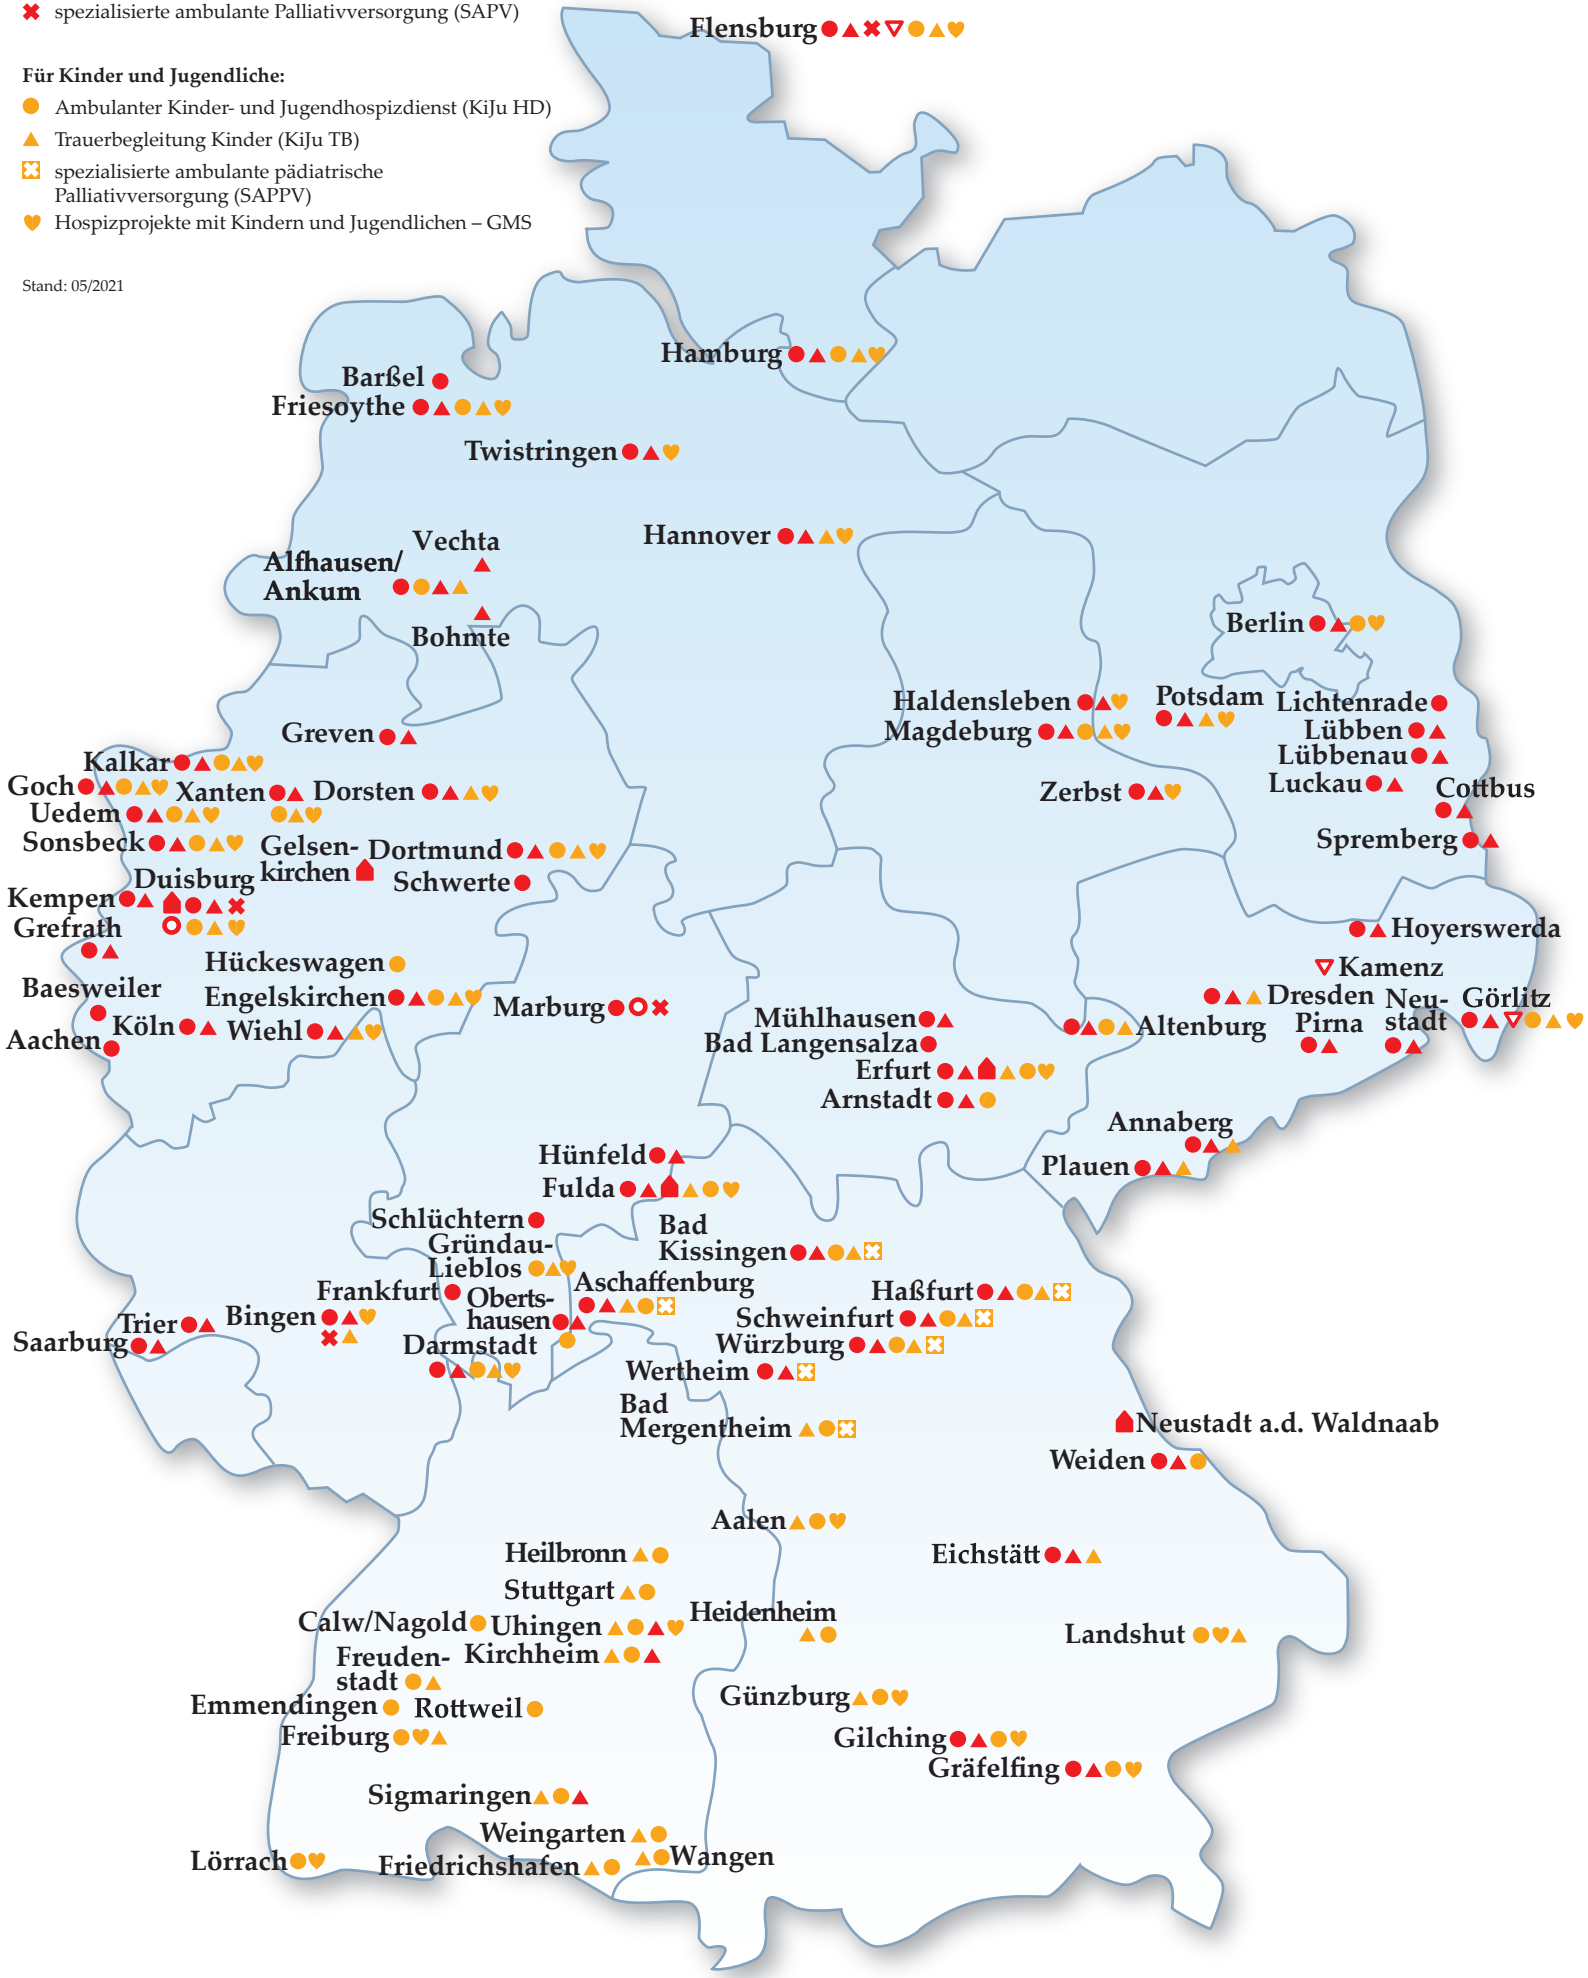 spezialisierte ambulante Palliativversorgung (SAPV)
Für Kinder und Jugendliche:
Ambulanter Kinder- und Jugendhospizdienst (KiJu HD)
Trauerbegleitung Kinder (KiJu TB)
spezialisierte ambulante pädiatrische
Palliativversorgung (SAPPV)
Hospizprojekte mit Kindern und Jugendlichen – GMS
Stand: 05/2021
Flensburg
Hamburg
Barßel
Friesoythe
Twistringen
Hannover
Vechta
Alfhausen/
Ankum
Bohmte
Berlin
Haldensleben
Magdeburg
Potsdam
Lichtenrade
Lübben
Lübbenau
Luckau
Cottbus
Zerbst
Spremberg
Greven
Kalkar
Goch
Xanten
Dorsten
Uedem
Sonsbeck
Gelsen-
kirchen
Dortmund
Schwerte
Duisburg
Kempen
Grefrath
Hückeswagen
Baesweiler
Engelskirchen
Köln
Wiehl
Aachen
Marburg
Hoyerswerda
Kamenz
Dresden
Neu-
stadt
Görlitz
Pirna
Mühlhausen
Bad Langensalza
Altenburg
Erfurt
Arnstadt
Annaberg
Plauen
Hünfeld
Fulda
Schlüchtern
Gründau-
Lieblos
Bad
Kissingen
Frankfurt
Oberts-
hausen
Aschaffenburg
Haßfurt
Bingen
Trier
Saarburg
Darmstadt
Schweinfurt
Würzburg
Wertheim
Bad
Mergentheim
Neustadt a.d. Waldnaab
Weiden
Aalen
Heilbronn
Eichstätt
Stuttgart
Calw/Nagold
Uhingen
Heidenheim
Landshut
Kirchheim
Freuden-
stadt
Emmendingen
Rottweil
Günzburg
Freiburg
Gilching
Gräfelfing
Sigmaringen
Weingarten
Wangen
Lörrach
Friedrichshafen